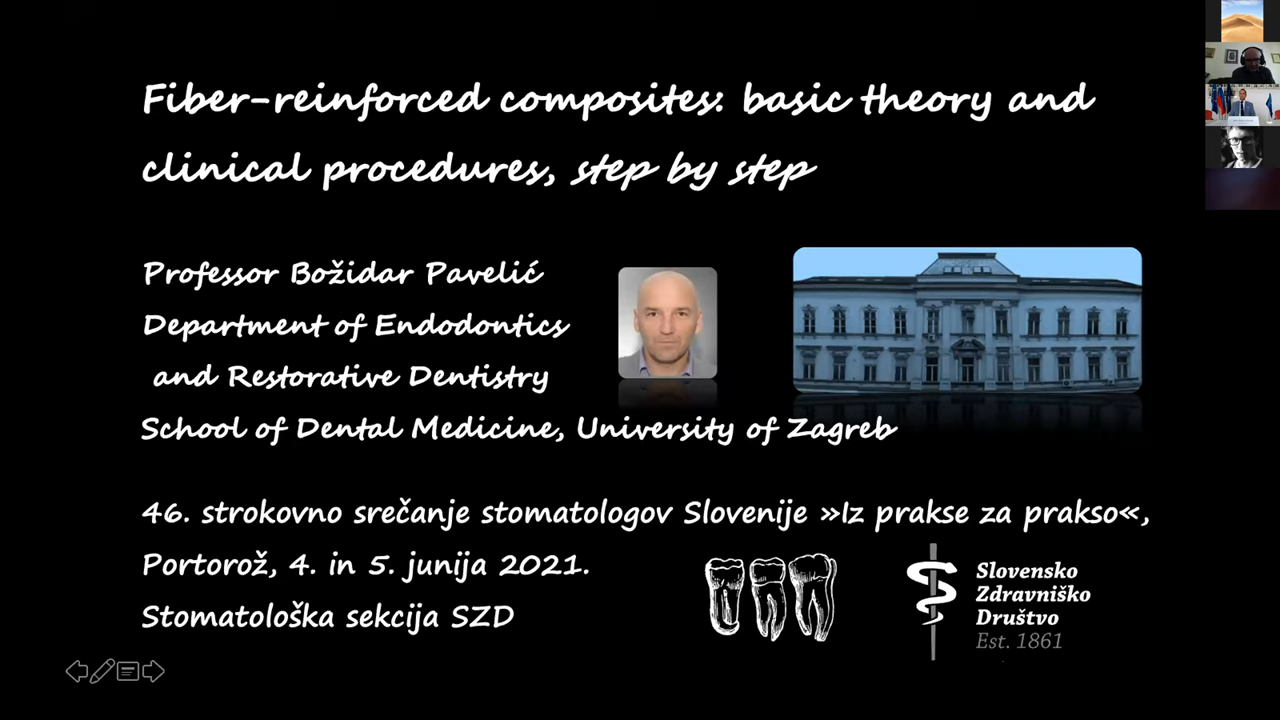 Fiber-reinforced composites: basic theory and
clinical procedures, step by step
Professor Božidar Pavelić
Department of Endodontics
and Restorative Dentistry
School of Dental Medicine, University of Zagreb
46. strokovno srečanje stomatologov Slovenije »Iz prakse za prakso«,
Portorož, 4. in 5. junija 2021.
Stomatološka sekcija SZD
Slovensko
Zdravniško
Društvo
Est. 1861